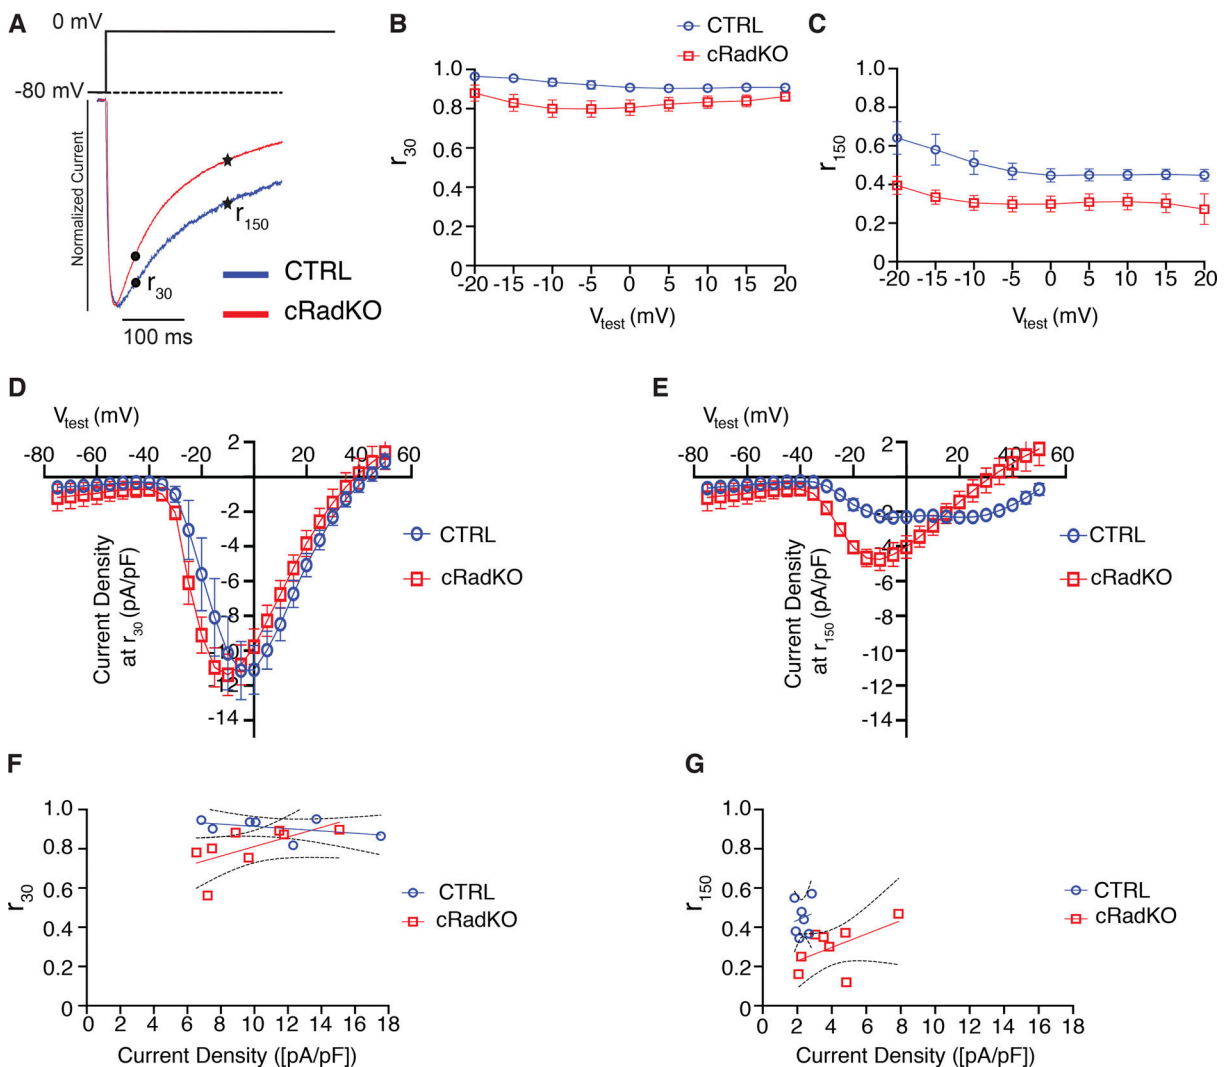 A
0 mV
-80 mV
Normalized Current
r30
r150
100 ms
CTRL
cRadKO
B
CTRL
cRadKO
r30
1.0
0.8
0.6
0.4
0.2
0
-20 -15 -10 -5 0 5 10 15 20
Vtest (mV)
C
r150
1.0
0.8
0.6
0.4
0.2
0
-20 -15 -10 -5 0 5 10 15 20
Vtest (mV)
D
Vtest (mV)
-80 -60 -40 -20 20 40 60
2
-2
-4
-6
-8
-10
-12
-14
Current Density
at r30 (pA/pF)
CTRL
cRadKO
E
Vtest (mV)
-80 -60 -40 -20 20 40 60
2
-2
-4
-6
-8
-10
-12
-14
Current Density
at r150 (pA/pF)
CTRL
cRadKO
F
r30
1.0
0.8
0.6
0.4
0.2
0
0 2 4 6 8 10 12 14 16 18
Current Density ([pA/pF])
CTRL
cRadKO
G
r150
1.0
0.8
0.6
0.4
0.2
0
0 2 4 6 8 10 12 14 16 18
Current Density ([pA/pF])
CTRL
cRadKO